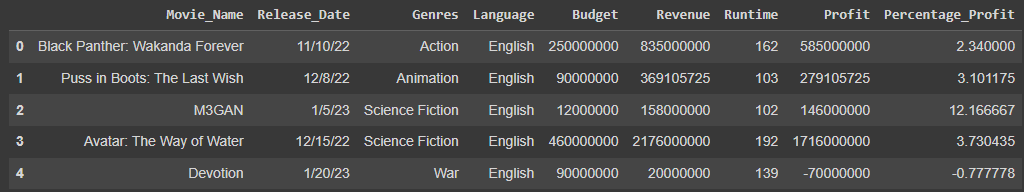 Movie_Name Release_Date Genres Language Budget Revenue Runtime Profit Percentage_Profit
0 Black Panther: Wakanda Forever 11/10/22 Action English 250000000 835000000 162 585000000 2.340000
1 Puss in Boots: The Last Wish 12/8/22 Animation English 90000000 369105725 103 279105725 3.101175
2 M3GAN 1/5/23 Science Fiction English 12000000 158000000 102 146000000 12.166667
3 Avatar: The Way of Water 12/15/22 Science Fiction English 460000000 2176000000 192 1716000000 3.730435
4 Devotion 1/20/23 War English 90000000 20000000 139 -70000000 -0.777778